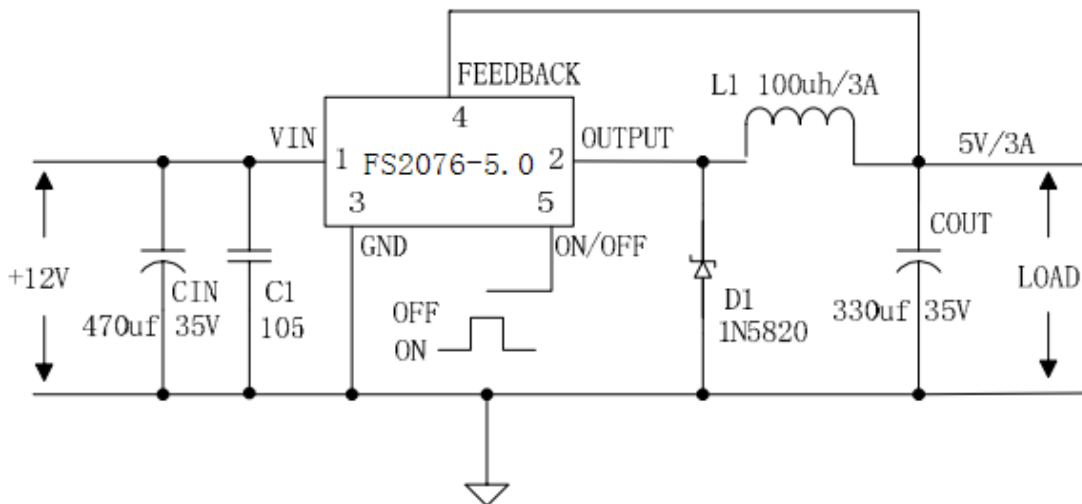 FEEDBACK
L1 100uh/3A
4
VIN
OUTPUT
5V/3A
1 FS2076-5.0 2
3
5
GND
ON/OFF
COUT
+12V
CIN
C1
D1
LOAD
470uf 35V
105
OFF
1N5820
330uf 35V
ON